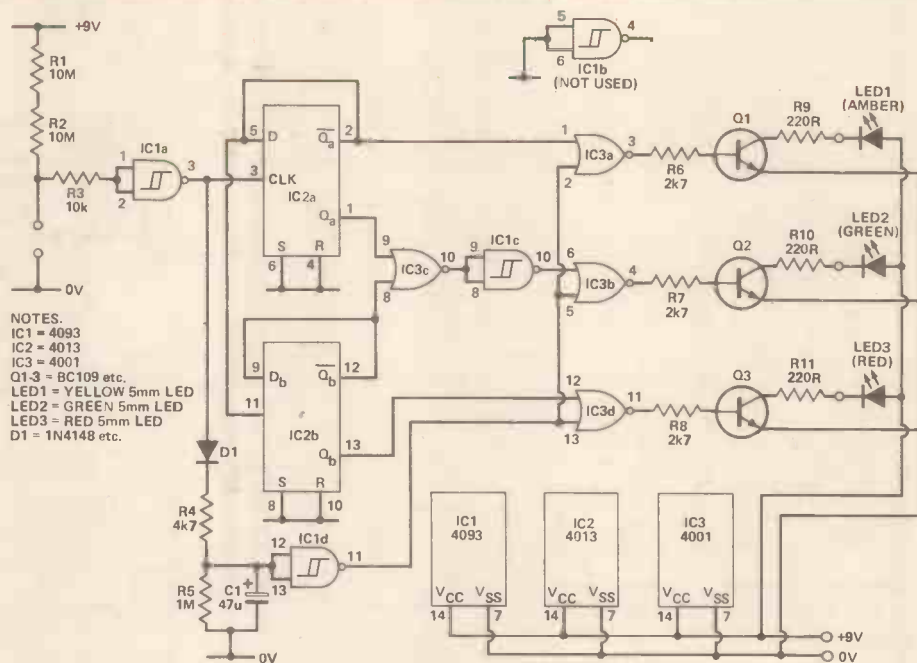 +9V
R1
10M
R2
10M
R3
10k
0V
IC1a
1
2
3
5
D
Q̅a
2
3
CLK
IC2a
Qa
1
S
R
6
4
5
6
4
IC1b
(NOT USED)
9
8
IC3c
10
9
8
IC1c
10
1
2
IC3a
3
R6
2k7
Q1
R9
220R
LED1
(AMBER)
6
5
IC3b
4
R7
2k7
Q2
R10
220R
LED2
(GREEN)
12
13
IC3d
11
R8
2k7
Q3
R11
220R
LED3
(RED)
9
Db
Q̅b
12
11
IC2b
Qb
13
S
R
8
10
NOTES.
IC1 = 4093
IC2 = 4013
IC3 = 4001
Q1-3 = BC109 etc.
LED1 = YELLOW 5mm LED
LED2 = GREEN 5mm LED
LED3 = RED 5mm LED
D1 = 1N4148 etc.
D1
R4
4k7
R5
1M
C1
47u
+
12
13
IC1d
11
0V
IC1
4093
VCC
VSS
14
7
IC2
4013
VCC
VSS
14
7
IC3
4001
VCC
VSS
14
7
+9V
0V